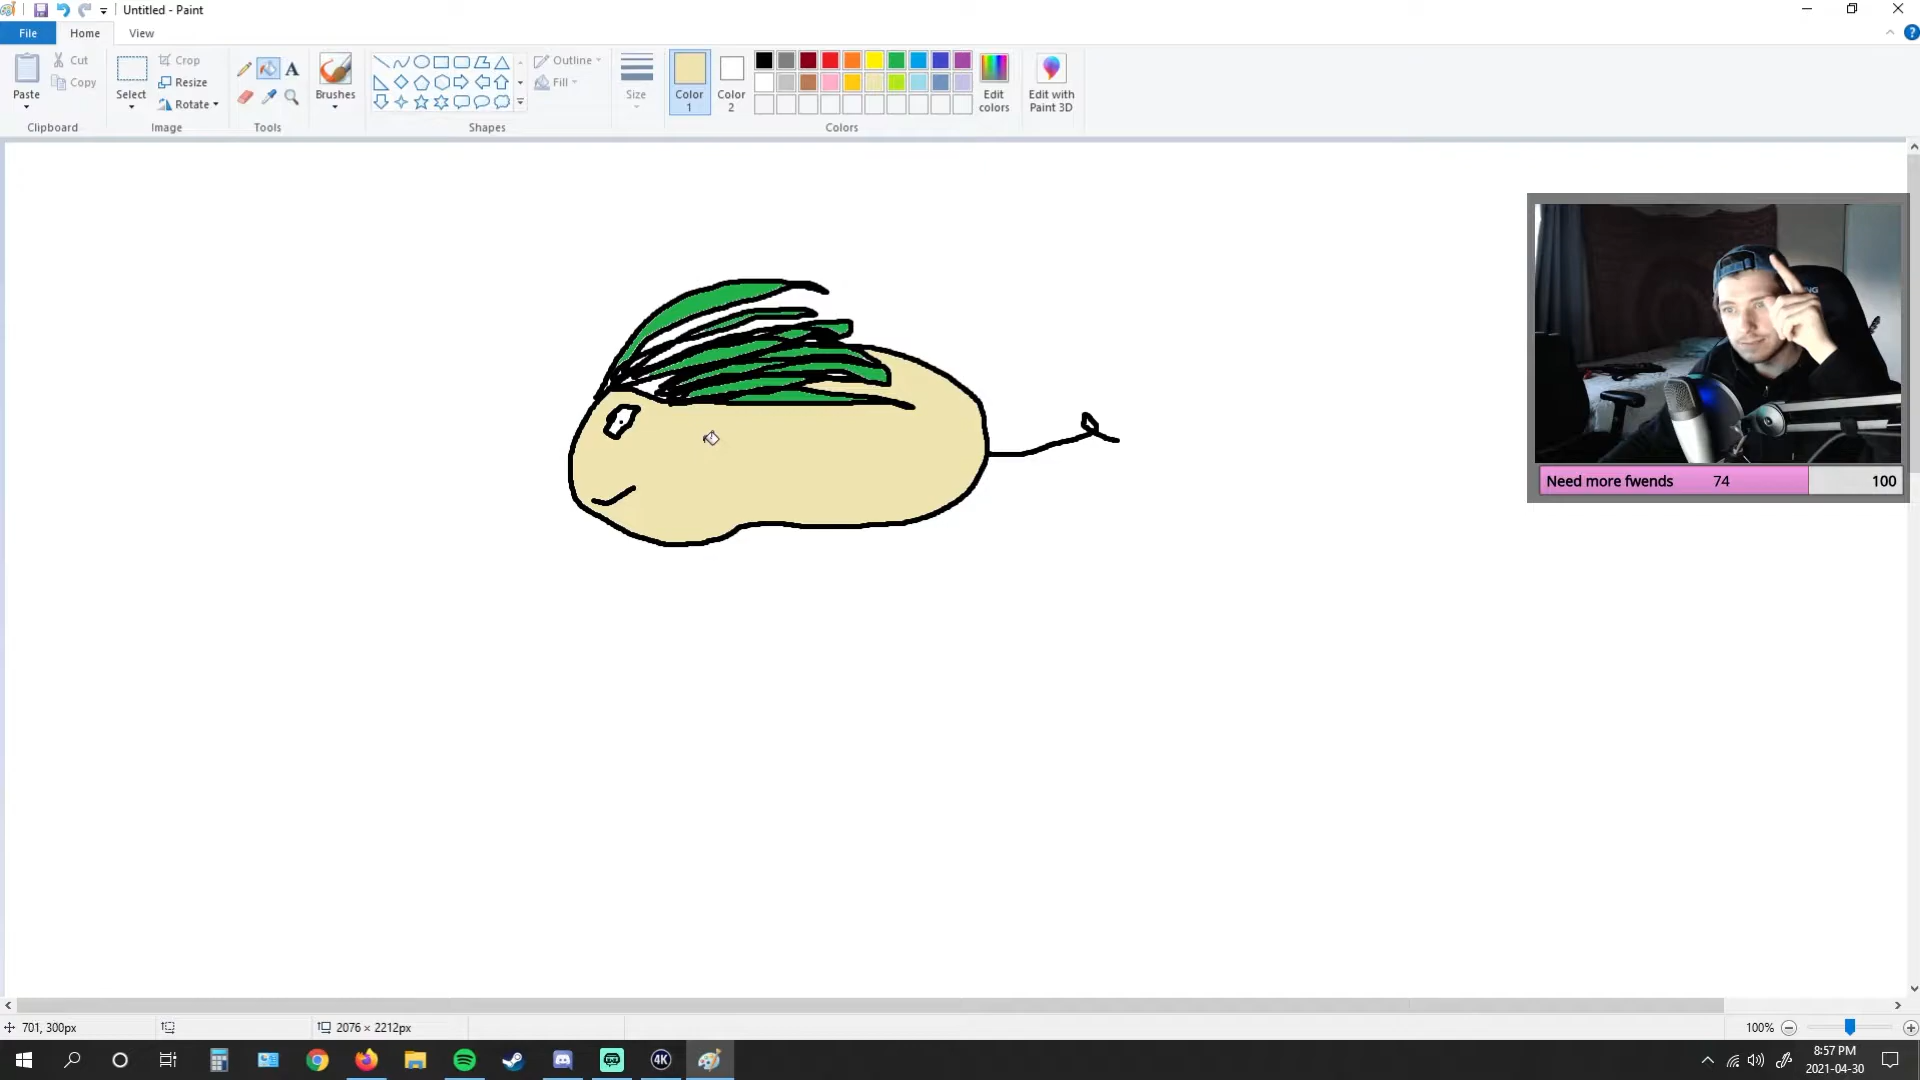 Untitled - Paint
File
Home
View
Paste
Cut
Copy
Clipboard
Select
Crop
Resize
Rotate
Image
A
Tools
Brushes
Shapes
Outline
Fill
Size
Color 1
Color 2
Edit colors
Colors
Edit with Paint 3D
Need more fwends 74 100
701, 300px
2076 × 2212px
100%
4K
8:57 PM
2021-04-30